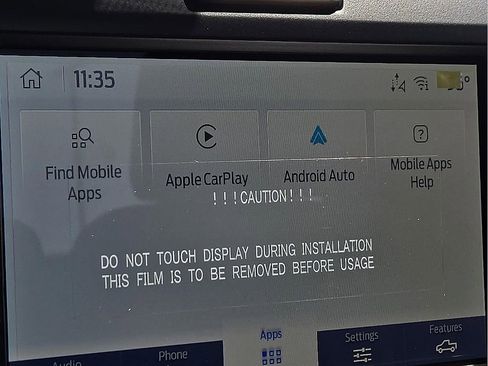 11:35
Find Mobile
Apps
Apple CarPlay
Android Auto
Mobile Apps
Help
!!!CAUTION!!!
DO NOT TOUCH DISPLAY DURING INSTALLATION
THIS FILM IS TO BE REMOVED BEFORE USAGE
Audio
Phone
Apps
Settings
Features